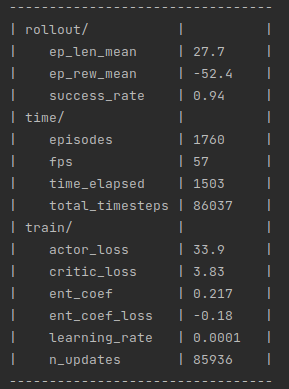 ---------------------------------
| rollout/           |          |
|    ep_len_mean     | 27.7     |
|    ep_rew_mean     | -52.4    |
|    success_rate    | 0.94     |
| time/              |          |
|    episodes        | 1760     |
|    fps             | 57       |
|    time_elapsed    | 1503     |
|    total_timesteps | 86037    |
| train/             |          |
|    actor_loss      | 33.9     |
|    critic_loss     | 3.83     |
|    ent_coef        | 0.217    |
|    ent_coef_loss   | -0.18    |
|    learning_rate   | 0.0001   |
|    n_updates       | 85936    |
---------------------------------